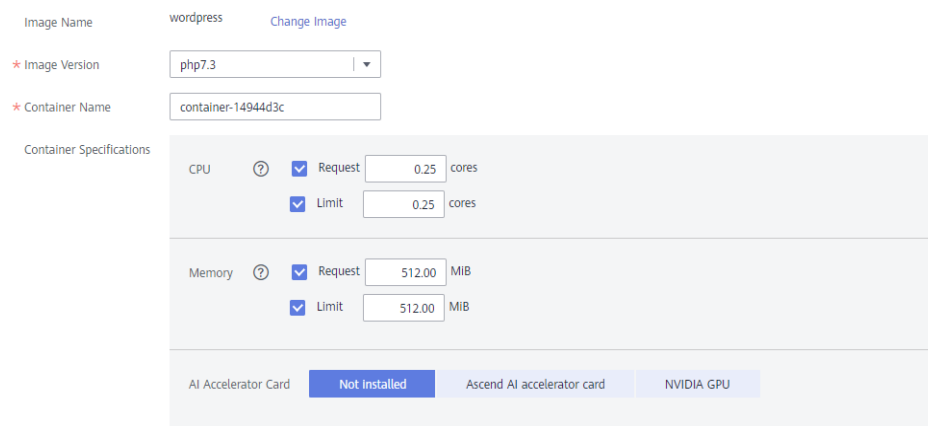 Image Name wordpress Change Image
* Image Version php7.3
* Container Name container-14944d3c
Container Specifications
CPU ? Request 0.25 cores
Limit 0.25 cores
Memory ? Request 512.00 MiB
Limit 512.00 MiB
AI Accelerator Card Not Installed Ascend AI accelerator card NVIDIA GPU